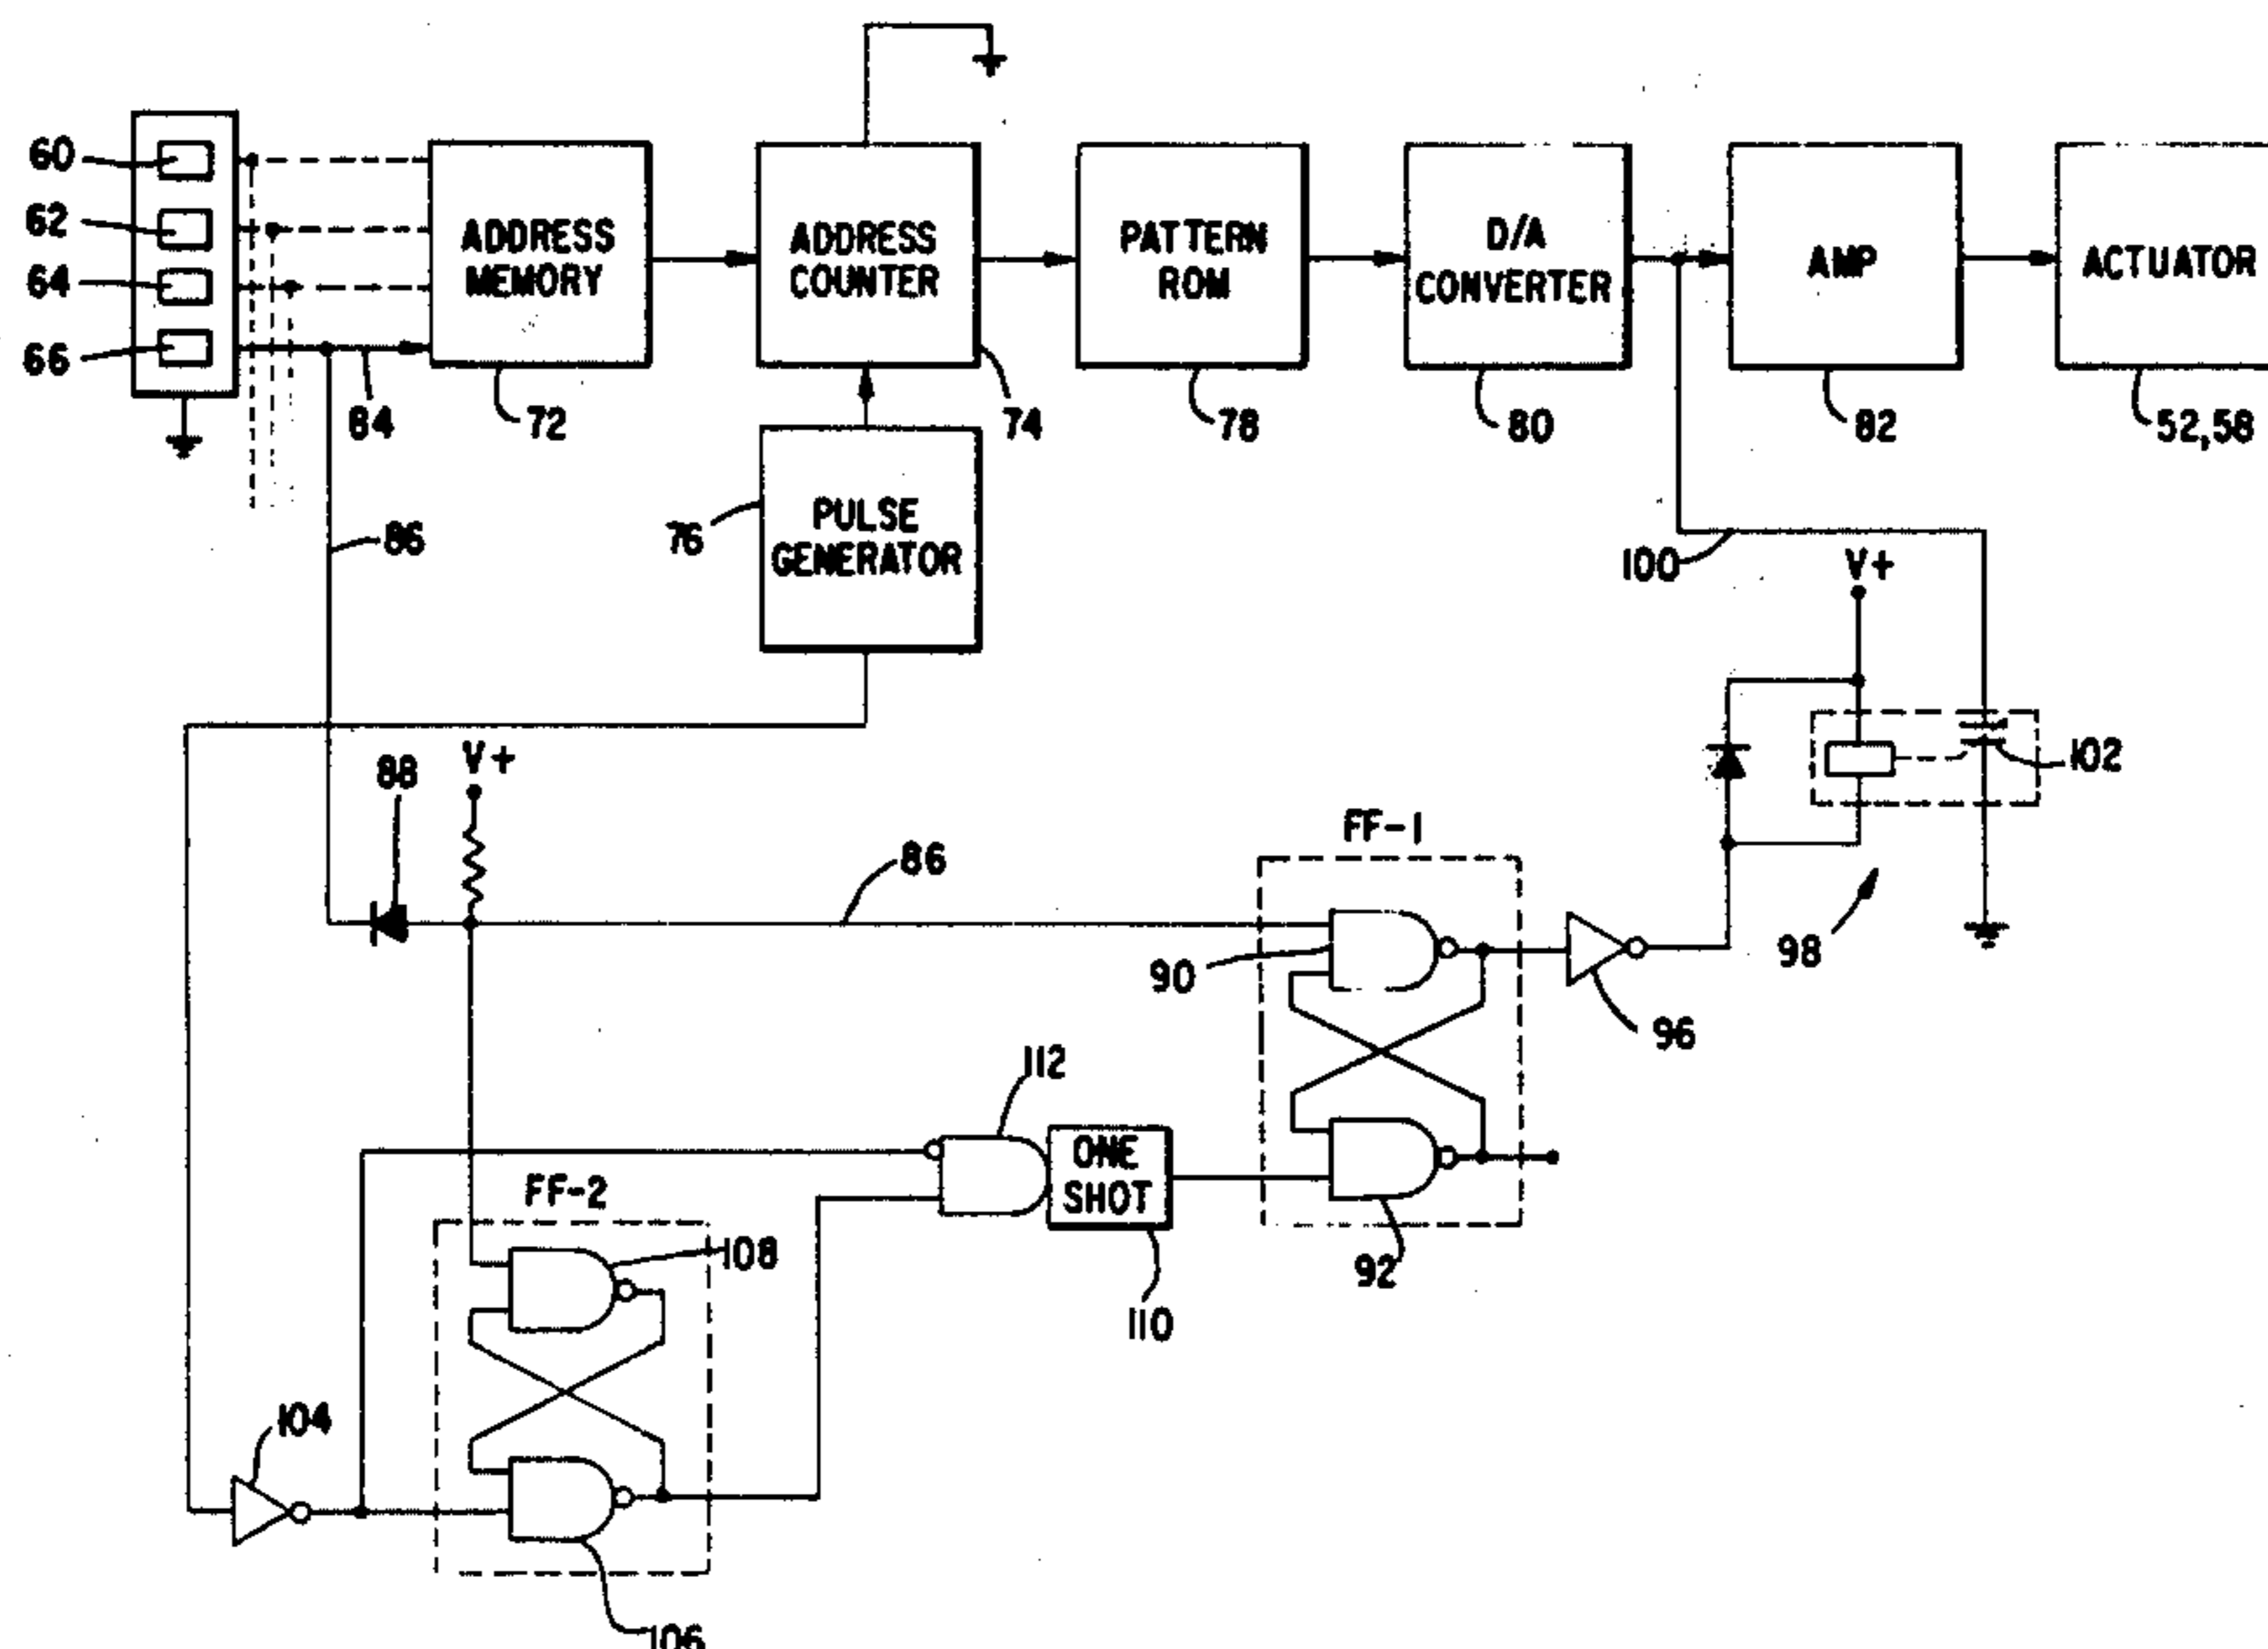 60
62
64
66
84
ADDRESS
MEMORY
72
ADDRESS
COUNTER
74
PATTERN
ROM
78
D/A
CONVERTER
80
AMP
82
ACTUATOR
52,58
86
76
PULSE
GENERATOR
100
V+
102
98
88
V+
86
FF-1
90
96
112
ONE
SHOT
110
92
FF-2
108
104
106